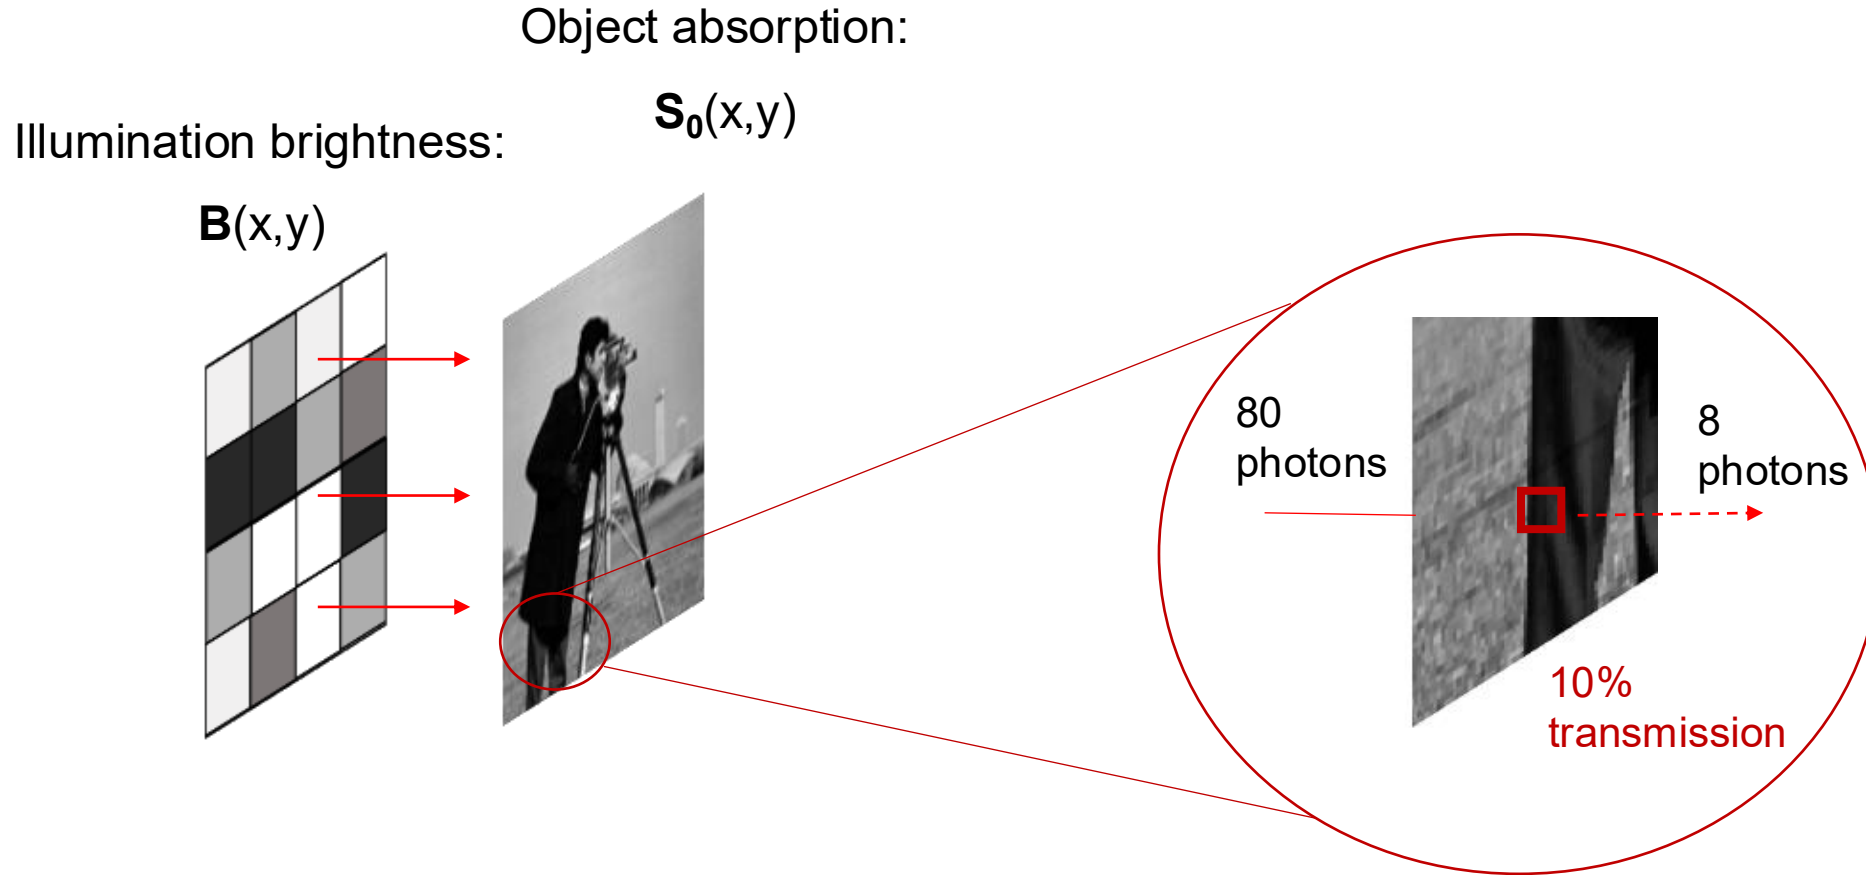 Object absorption:
S₀(x,y)
Illumination brightness:
B(x,y)
80
photons
8
photons
10%
transmission